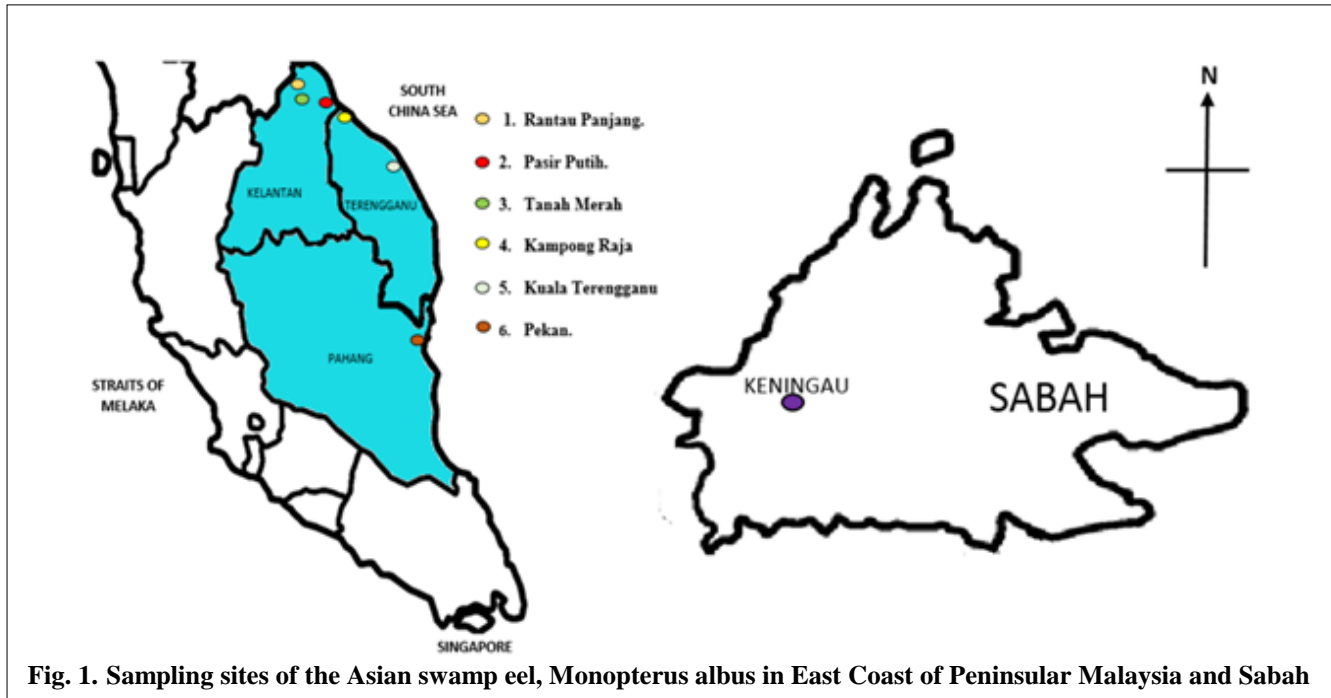 SOUTH
CHINA SEA
1. Rantau Panjang.
2. Pasir Putih.
3. Tanah Merah
4. Kampong Raja
5. Kuala Terengganu
6. Pekan.
KELANTAN
TERENGGANU
PAHANG
STRAITS OF
MELAKA
SINGAPORE
N
KENINGAU
SABAH
Fig. 1. Sampling sites of the Asian swamp eel, Monopterus albus in East Coast of Peninsular Malaysia and Sabah